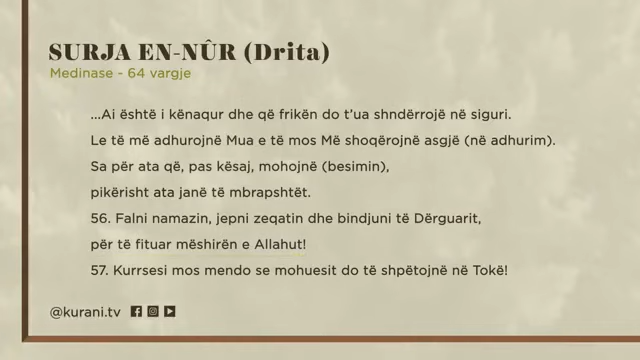 SURJA EN-NÛR (Drita)
Medinase - 64 vargje
...Ai është i kënaqur dhe që frikën do t’ua shndërrojë në siguri.
Le të më adhurojnë Mua e të mos Më shoqërojnë asgjë (në adhurim).
Sa për ata që, pas kësaj, mohojnë (besimin),
pikërisht ata janë të mbrapshtët.
56. Falni namazin, jepni zeqatin dhe bindjuni të Dërguarit,
për të fituar mëshirën e Allahut!
57. Kurrsesi mos mendo se mohuesit do të shpëtojnë në Tokë!
@kurani.tv